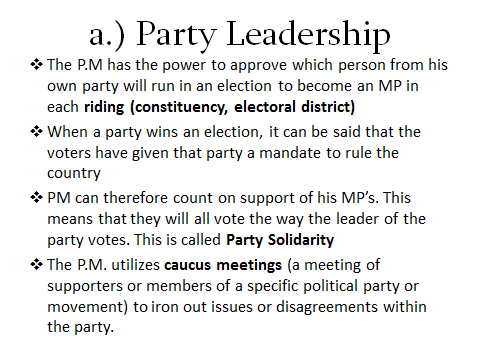 a.) Party Leadership
❖ The P.M has the power to approve which person from his
own party will run in an election to become an MP in
each riding (constuency, electoral district)
❖ When a party wins an election, it can be said that the
voters have given that party a mandate to rule the
country
❖ PM can therefore count on support of his MP’s. This
means that they will all vote the way the leader of the
party votes. This is called Party Solidarity
❖ The P.M. utilizes caucus meetings (a meeting of
supporters or members of a specific political party or
movement) to iron out issues or disagreements within
the party.